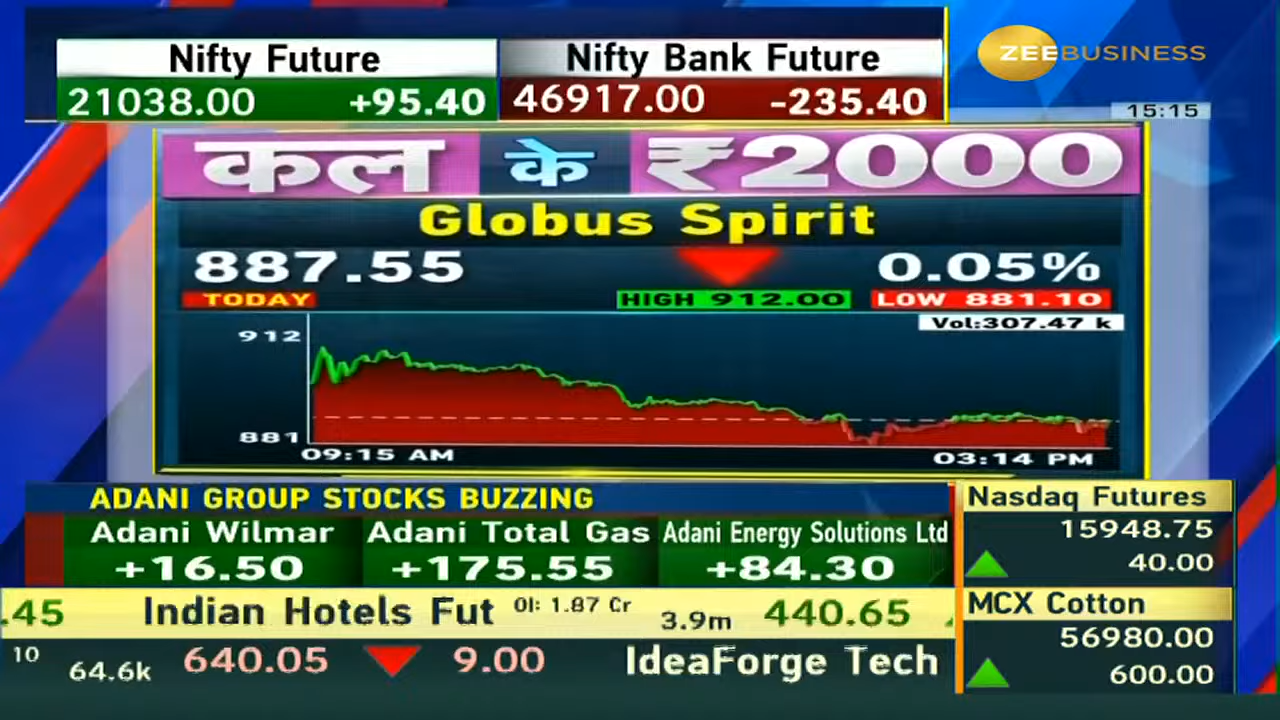 Nifty Future
21038.00 +95.40
Nifty Bank Future
46917.00 -235.40
ZEEBUSINESS
15:15
कल के ₹2000
Globus Spirit
887.55 0.05%
TODAY HIGH 912.00 LOW 881.10
Vol:307.47 k
912
881
09:15 AM 03:14 PM
ADANI GROUP STOCKS BUZZING
Adani Wilmar Adani Total Gas Adani Energy Solutions Ltd
+16.50 +175.55 +84.30
.45 Indian Hotels Fut OI: 1.87 Cr 3.9m 440.65
10 64.6k 640.05 9.00 IdeaForge Tech
Nasdaq Futures
15948.75
40.00
MCX Cotton
56980.00
600.00